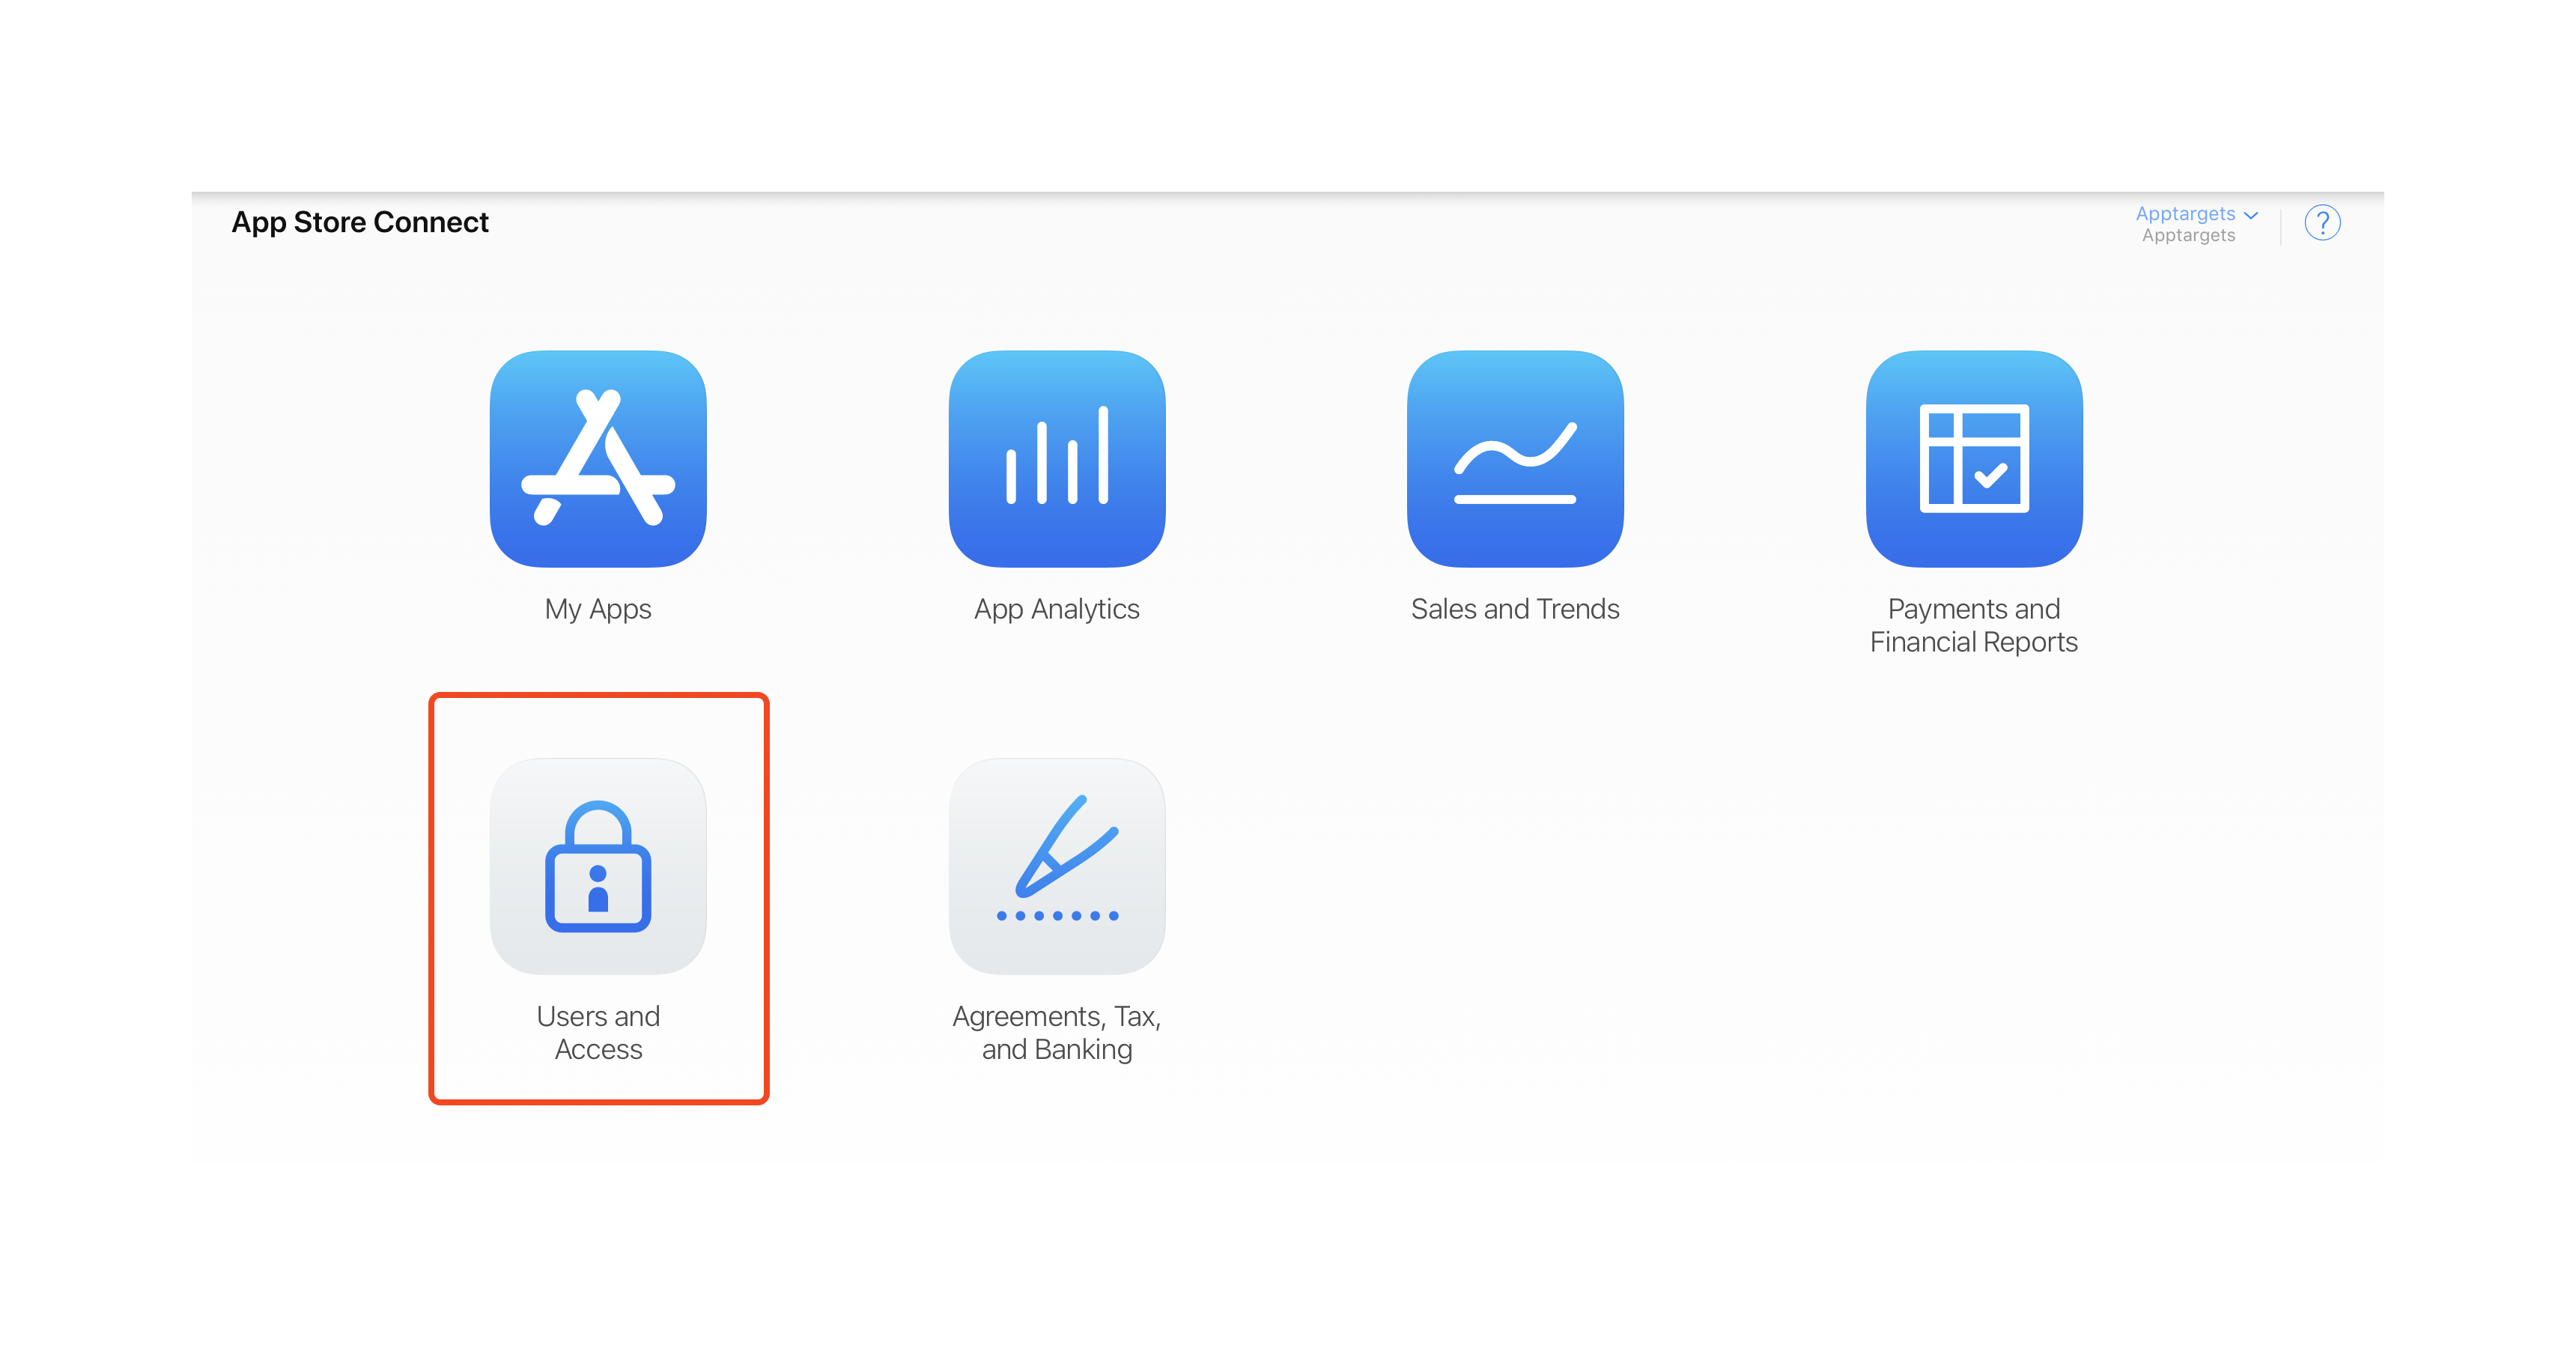 App Store Connect
Apptargets
Apptargets
?
My Apps
App Analytics
Sales and Trends
Payments and
Financial Reports
Users and
Access
Agreements, Tax,
and Banking